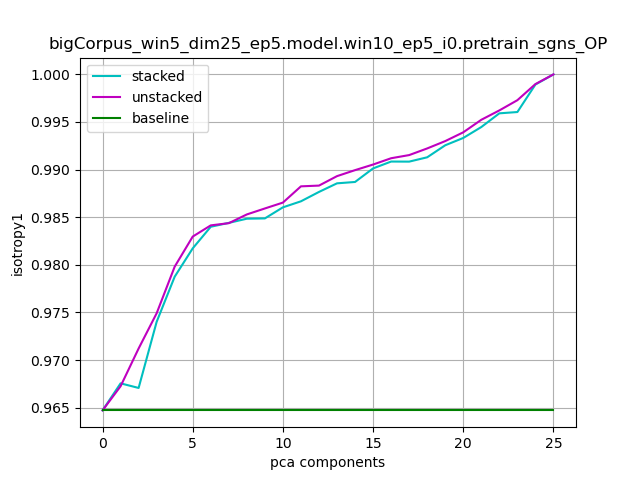 bigCorpus_win5_dim25_ep5.model.win10_ep5_i0.pretrain_sgns_OP
stacked
unstacked
baseline
1.000
0.995
0.990
0.985
0.980
0.975
0.970
0.965
isotropy1
0 5 10 15 20 25
pca components